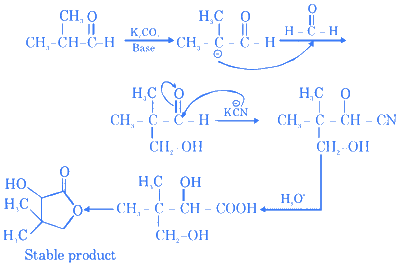 H₃C O
CH₃ – CH – C – H
K₂CO₃
Base
H₃C O
CH₃ – C – C – H
⊖
O
H – C – H
H₃C O
CH₃ – C – C – H
CH₂–OH
⊖
KCN
H₃C O
CH₃ – C – CH – CN
CH₂–OH
H₃O⁺
H₃C OH
CH₃ – C – CH – COOH
CH₂–OH
O
HO
H₃C
O
H₃C
Stable product